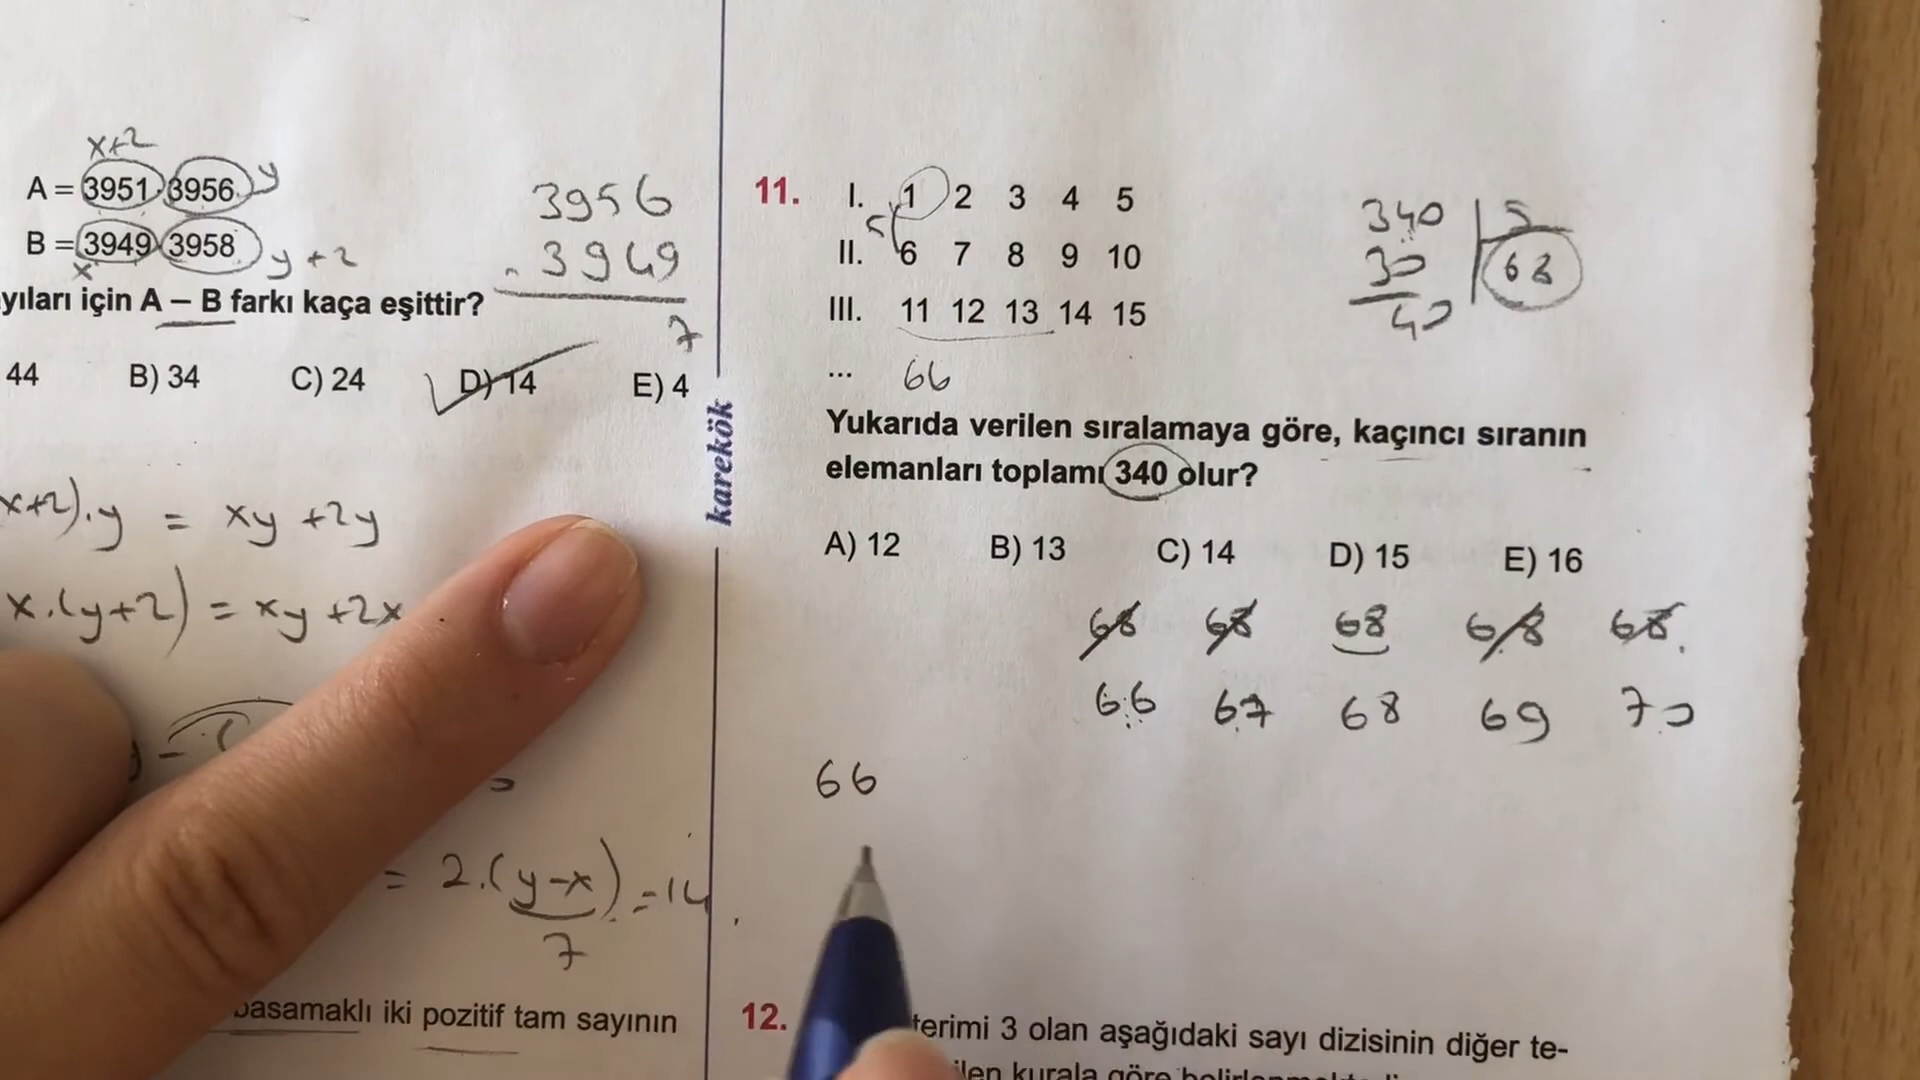 x+2
A = 3951 3956 y
B = 3949 3958 y+2
x
yıları için A – B farkı kaça eşittir?
44 B) 34 C) 24 D) 14 E) 4
3956
- 3949
7
x+2).y = xy +2y
x.(y+2) = xy +2x
= 2.(y-x) = 14
7
basamaklı iki pozitif tam sayının
karekök
11. I. 1 2 3 4 5
5
II. 6 7 8 9 10
III. 11 12 13 14 15
... 66
340 5
30 68
40
Yukarıda verilen sıralamaya göre, kaçıncı sıranın
elemanları toplamı 340 olur?
A) 12 B) 13 C) 14 D) 15 E) 16
68 68 68 68 68
66 67 68 69 70
66
12. terimi 3 olan aşağıdaki sayı dizisinin diğer te-